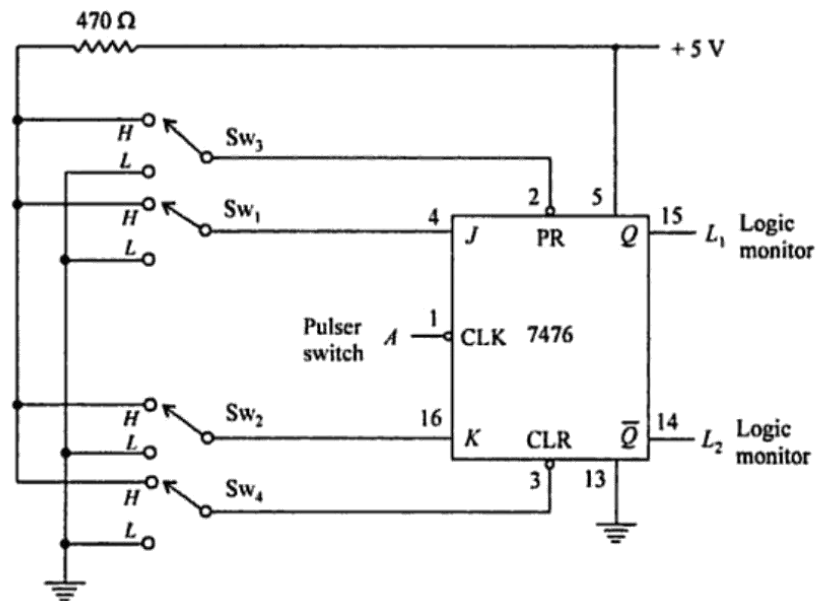 470 Ω
+ 5 V
H
Sw3
L
H
Sw1
L
2
5
4
15
J
PR
Q
L1
Logic
monitor
Pulser
switch
A
1
CLK
7476
H
Sw2
L
16
K
CLR
Q̅
14
L2
Logic
monitor
H
Sw4
L
3
13